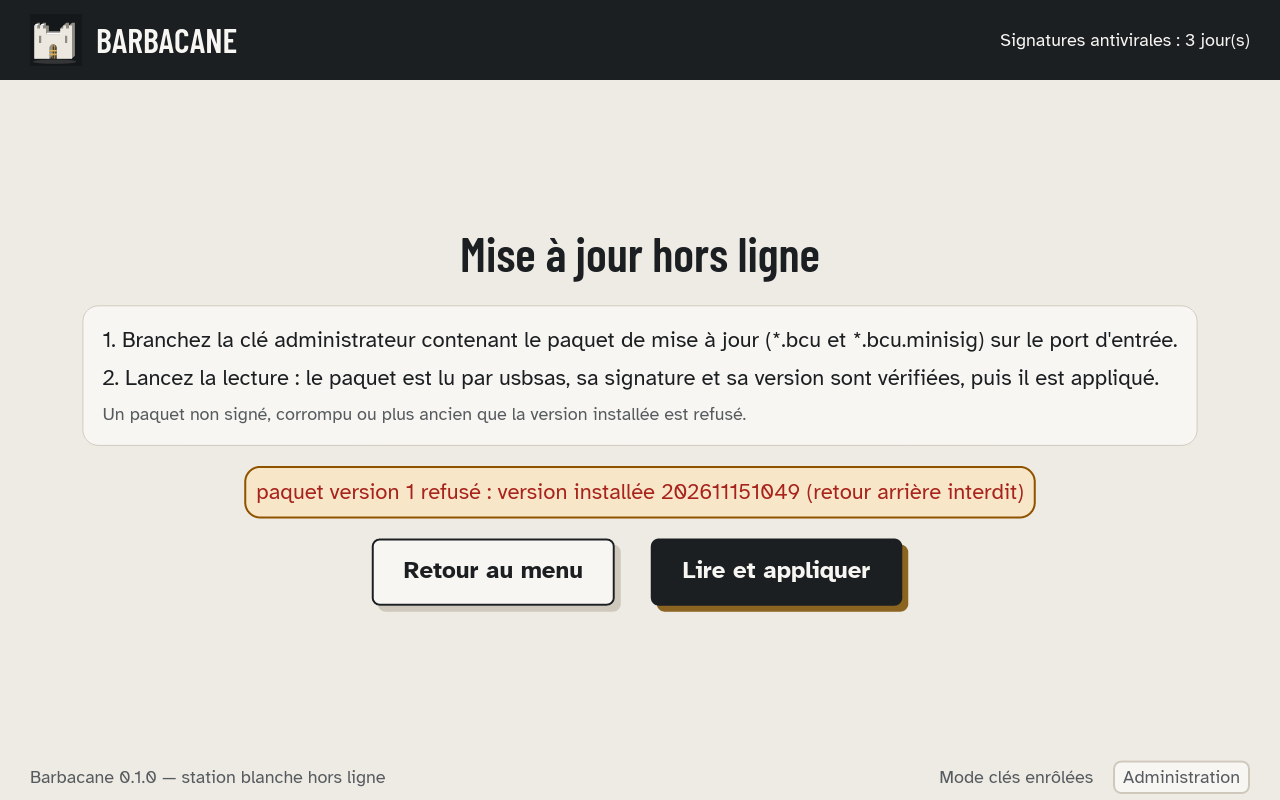 BARBACANE
Signatures antivirales : 3 jour(s)
Mise à jour hors ligne
1. Branchez la clé administrateur contenant le paquet de mise à jour (*.bcu et *.bcu.minisig) sur le port d'entrée.
2. Lancez la lecture : le paquet est lu par usbsas, sa signature et sa version sont vérifiées, puis il est appliqué.
Un paquet non signé, corrompu ou plus ancien que la version installée est refusé.
paquet version 1 refusé : version installée 202611151049 (retour arrière interdit)
Retour au menu
Lire et appliquer
Barbacane 0.1.0 — station blanche hors ligne
Mode clés enrôlées
Administration